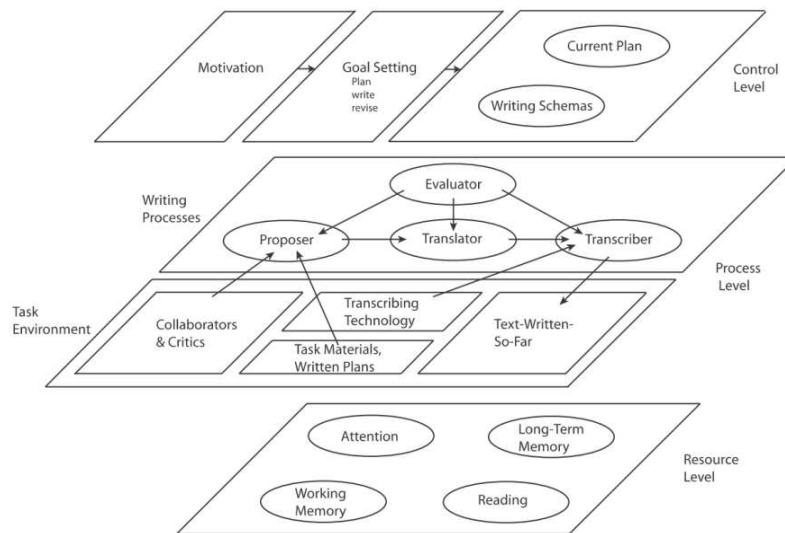 Motivation
Goal Setting
Plan
write
revise
Current Plan
Writing Schemas
Control
Level
Writing
Processes
Evaluator
Proposer
Translator
Transcriber
Process
Level
Task
Environment
Collaborators
& Critics
Transcribing
Technology
Task Materials,
Written Plans
Text-Written-
So-Far
Attention
Long-Term
Memory
Working
Memory
Reading
Resource
Level